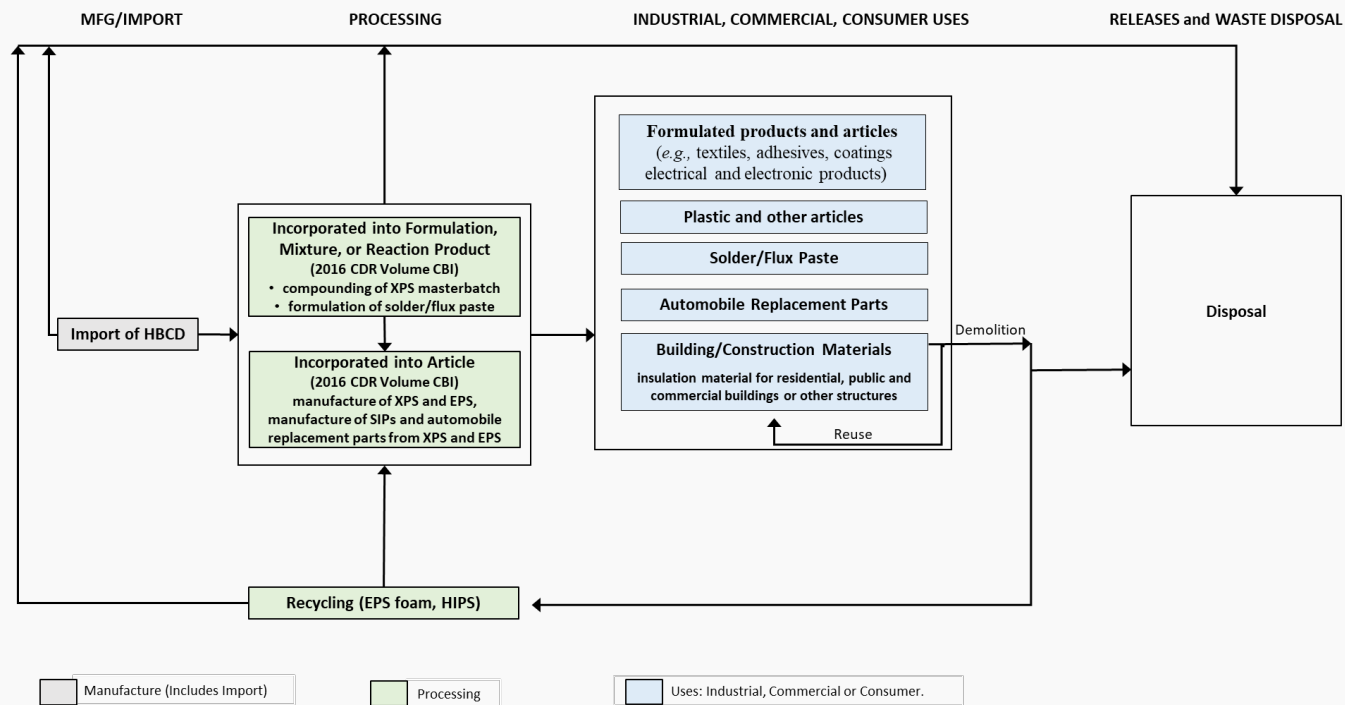 MFG/IMPORT
PROCESSING
INDUSTRIAL, COMMERCIAL, CONSUMER USES
RELEASES and WASTE DISPOSAL
Import of HBCD
Incorporated into Formulation,
Mixture, or Reaction Product
(2016 CDR Volume CBI)
• compounding of XPS masterbatch
• formulation of solder/flux paste
Incorporated into Article
(2016 CDR Volume CBI)
manufacture of XPS and EPS,
manufacture of SIPs and automobile
replacement parts from XPS and EPS
Recycling (EPS foam, HIPS)
Formulated products and articles
(e.g., textiles, adhesives, coatings
electrical and electronic products)
Plastic and other articles
Solder/Flux Paste
Automobile Replacement Parts
Building/Construction Materials
insulation material for residential, public and
commercial buildings or other structures
Reuse
Demolition
Disposal
Manufacture (Includes Import)
Processing
Uses: Industrial, Commercial or Consumer.